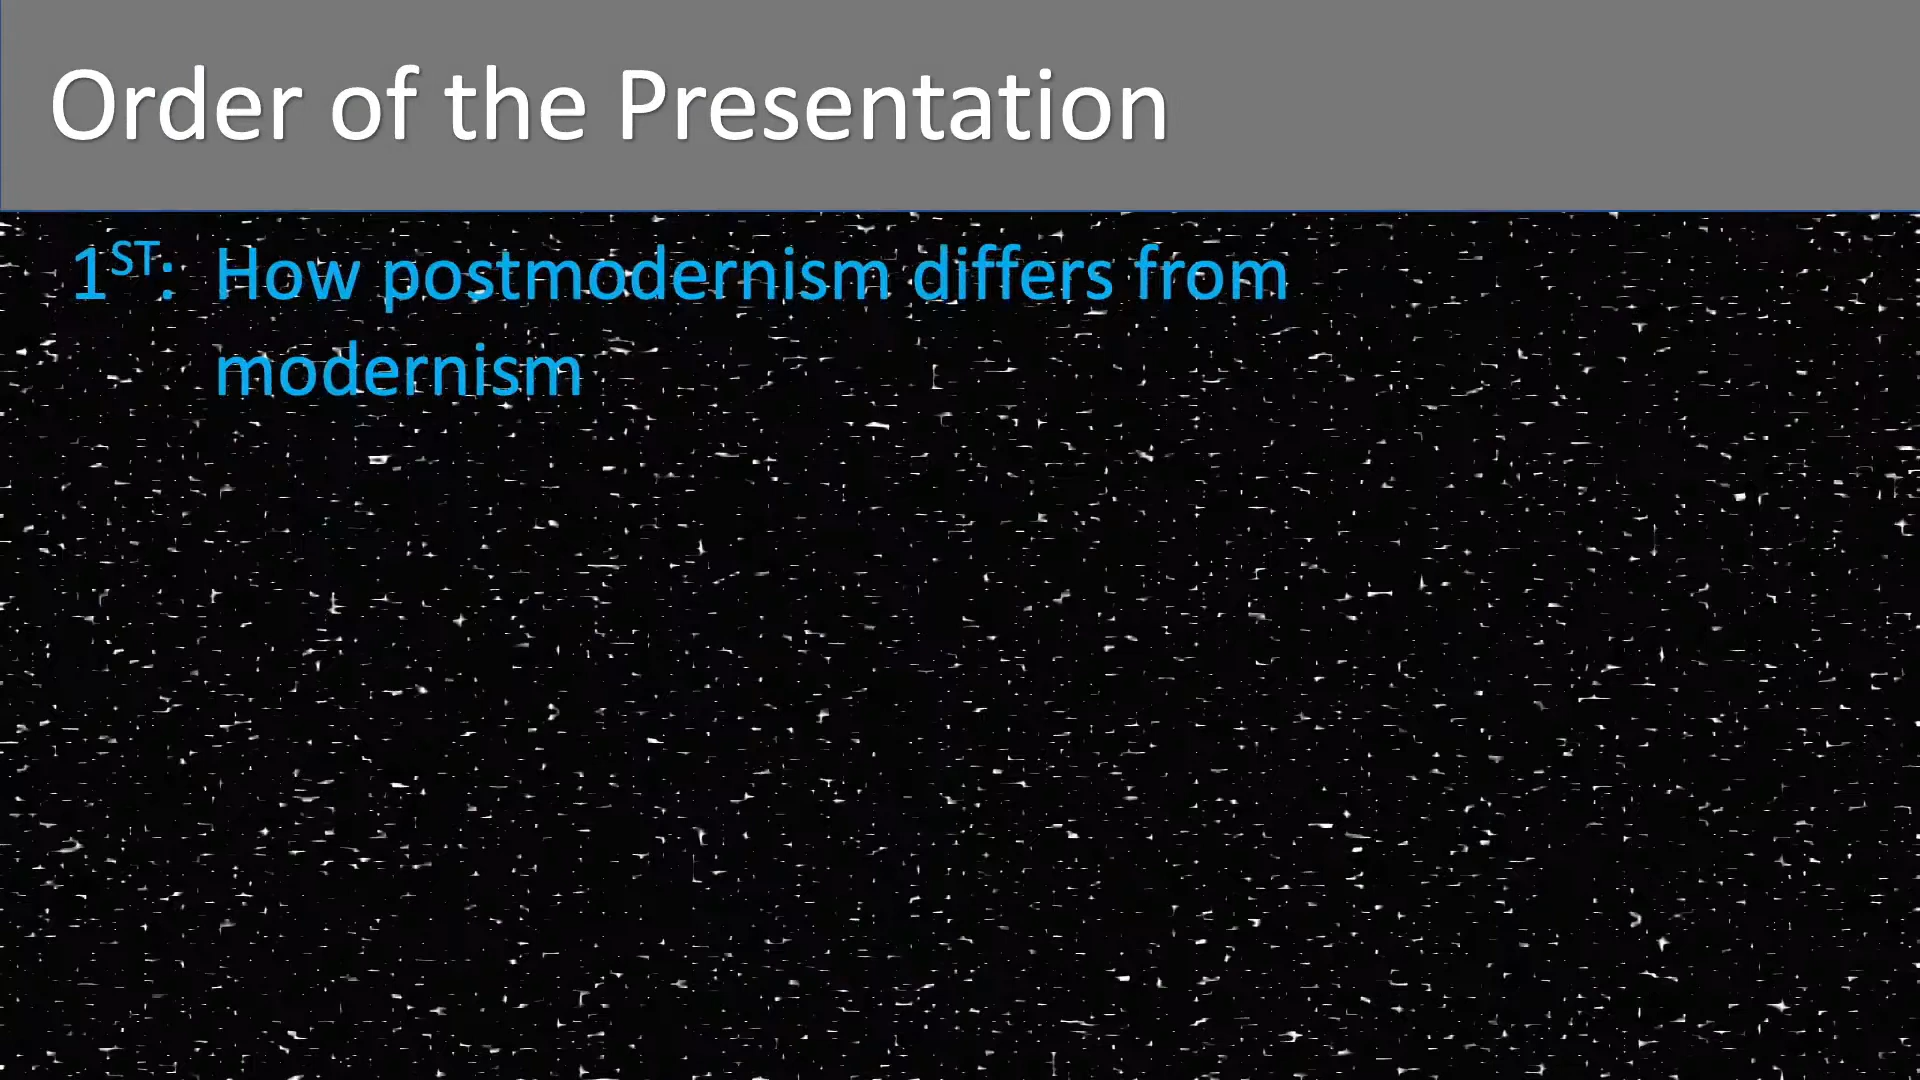 Order of the Presentation
1ST: How postmodernism differs from
modernism